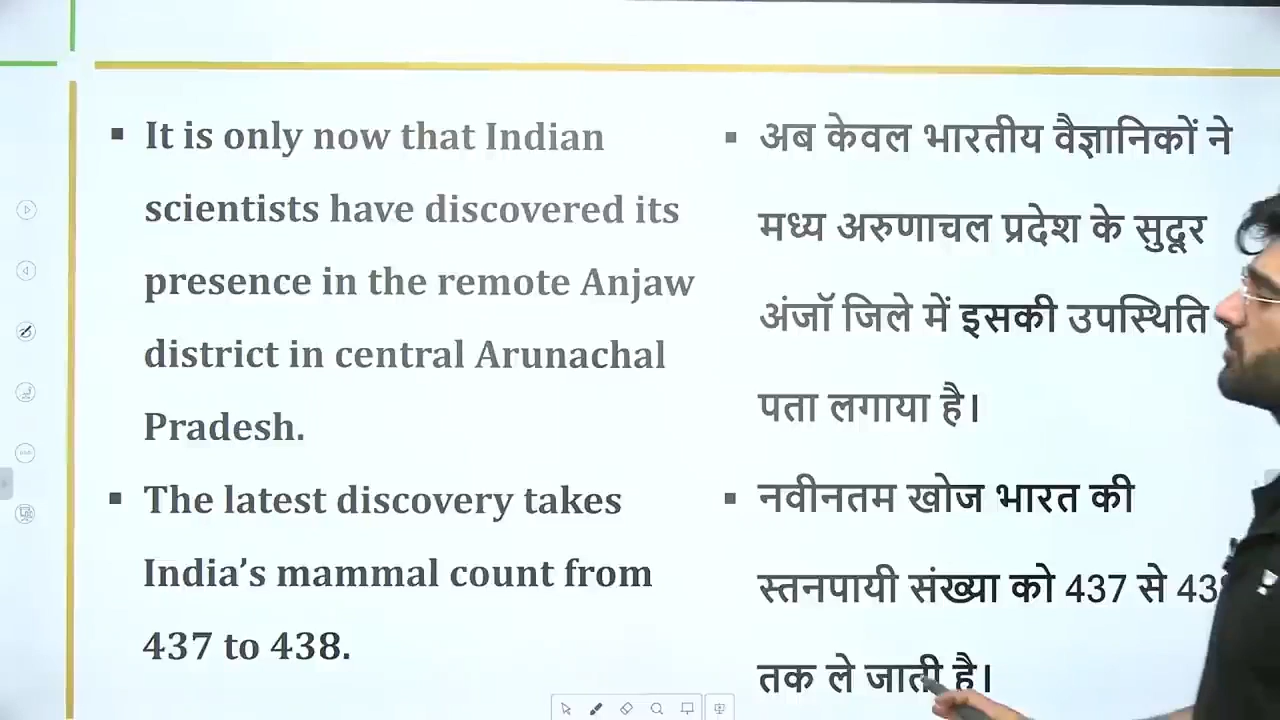 It is only now that Indian
scientists have discovered its
presence in the remote Anjaw
district in central Arunachal
Pradesh.
The latest discovery takes
India’s mammal count from
437 to 438.
अब केवल भारतीय वैज्ञानिकों ने
मध्य अरुणाचल प्रदेश के सुदूर
अंजॉ जिले में इसकी उपस्थिति
पता लगाया है।
नवीनतम खोज भारत की
स्तनपायी संख्या को 437 से
तक ले जाती है।